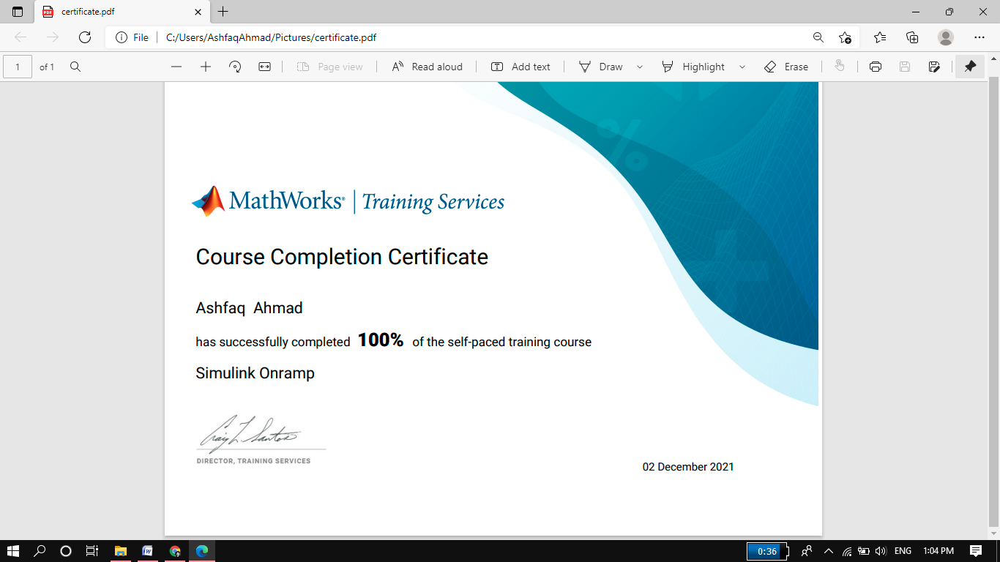 certificate.pdf
File
C:/Users/AshfaqAhmad/Pictures/certificate.pdf
1 of 1
Page view
Read aloud
Add text
Draw
Highlight
Erase
%
MathWorks® | Training Services
Course Completion Certificate
Ashfaq Ahmad
has successfully completed 100% of the self-paced training course
Simulink Onramp
Craig L. Santos
DIRECTOR, TRAINING SERVICES
02 December 2021
0:36
ENG
1:04 PM